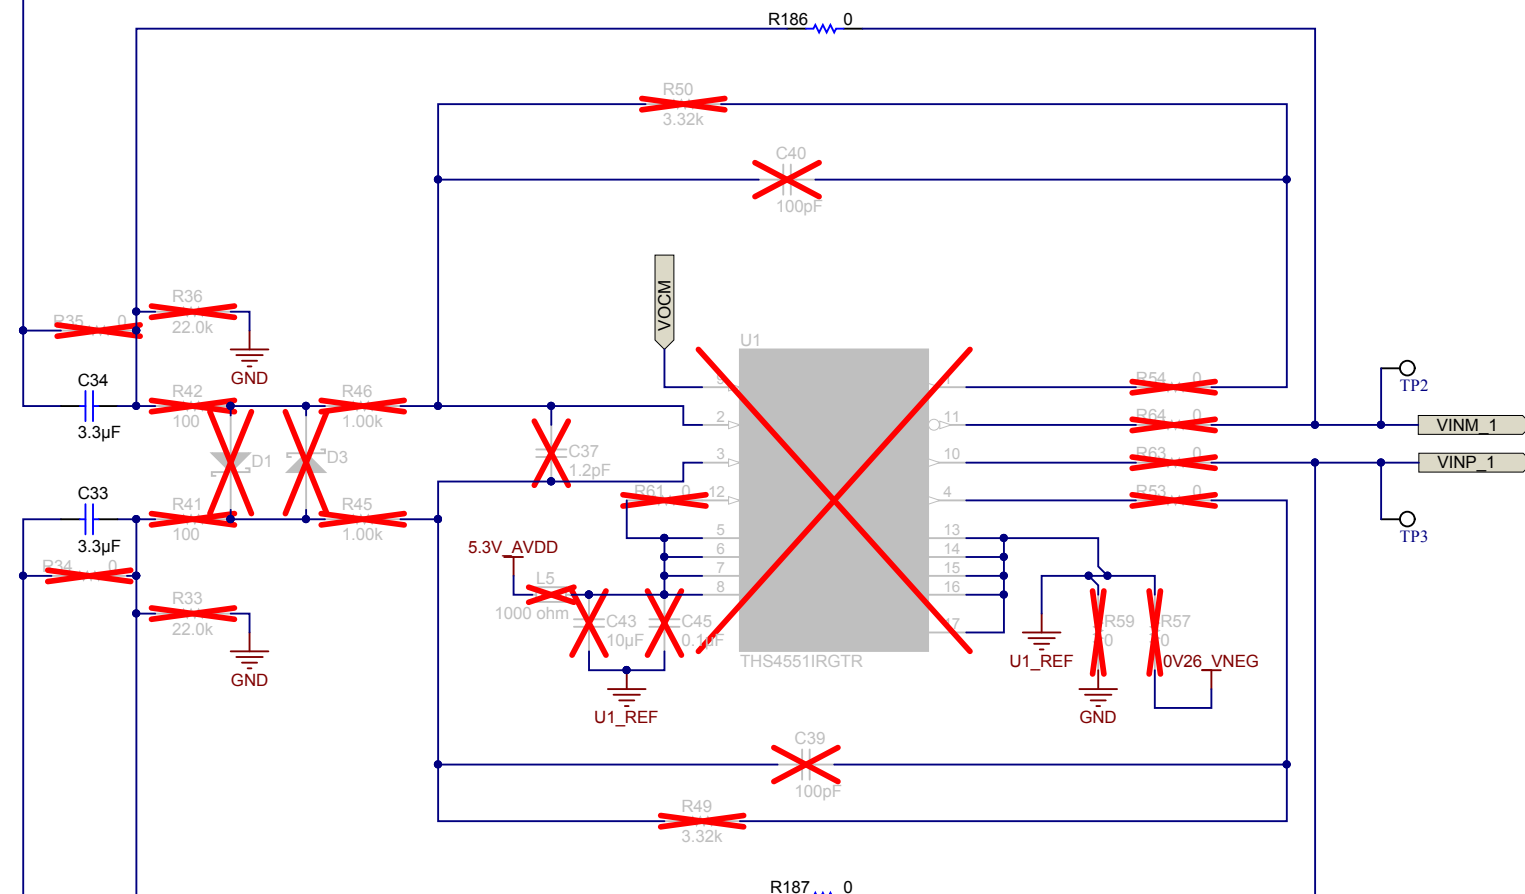 R186 0
R50
3.32k
C40
100pF
VOCM
R36
22.0k
R35 0
GND
C34
3.3µF
R42
100
R46
1.00k
U1
9
1
R54 0
TP2
2
11
R64 0
VINM_1
D1
D3
C37
1.2pF
3
10
R63 0
VINP_1
C33
3.3µF
R41
100
R45
1.00k
R61 0
12
4
R53 0
TP3
5
6
7
8
13
14
15
16
17
5.3V_AVDD
L5
1000 ohm
R34 0
R33
22.0k
GND
C43
10µF
C45
0.1µF
THS4551IRGTR
U1_REF
U1_REF
R59
0
R57
0
0V26_VNEG
GND
C39
100pF
R49
3.32k
R187 0